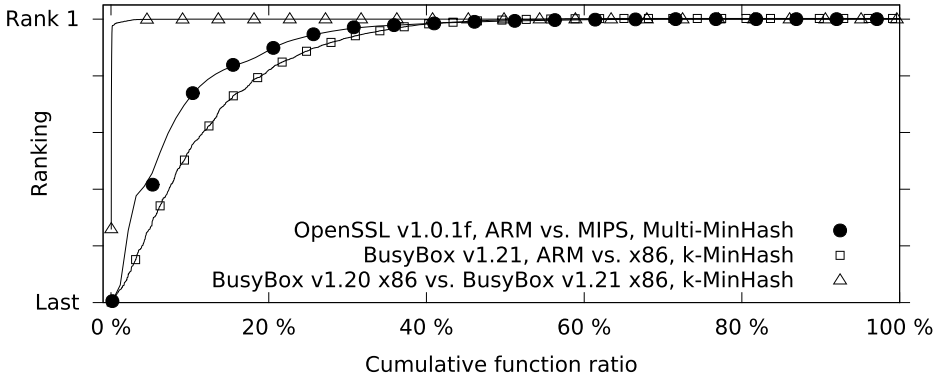 Rank 1
Ranking
OpenSSL v1.0.1f, ARM vs. MIPS, Multi-MinHash
BusyBox v1.21, ARM vs. x86, k-MinHash
BusyBox v1.20 x86 vs. BusyBox v1.21 x86, k-MinHash
Last
0 % 20 % 40 % 60 % 80 % 100 %
Cumulative function ratio